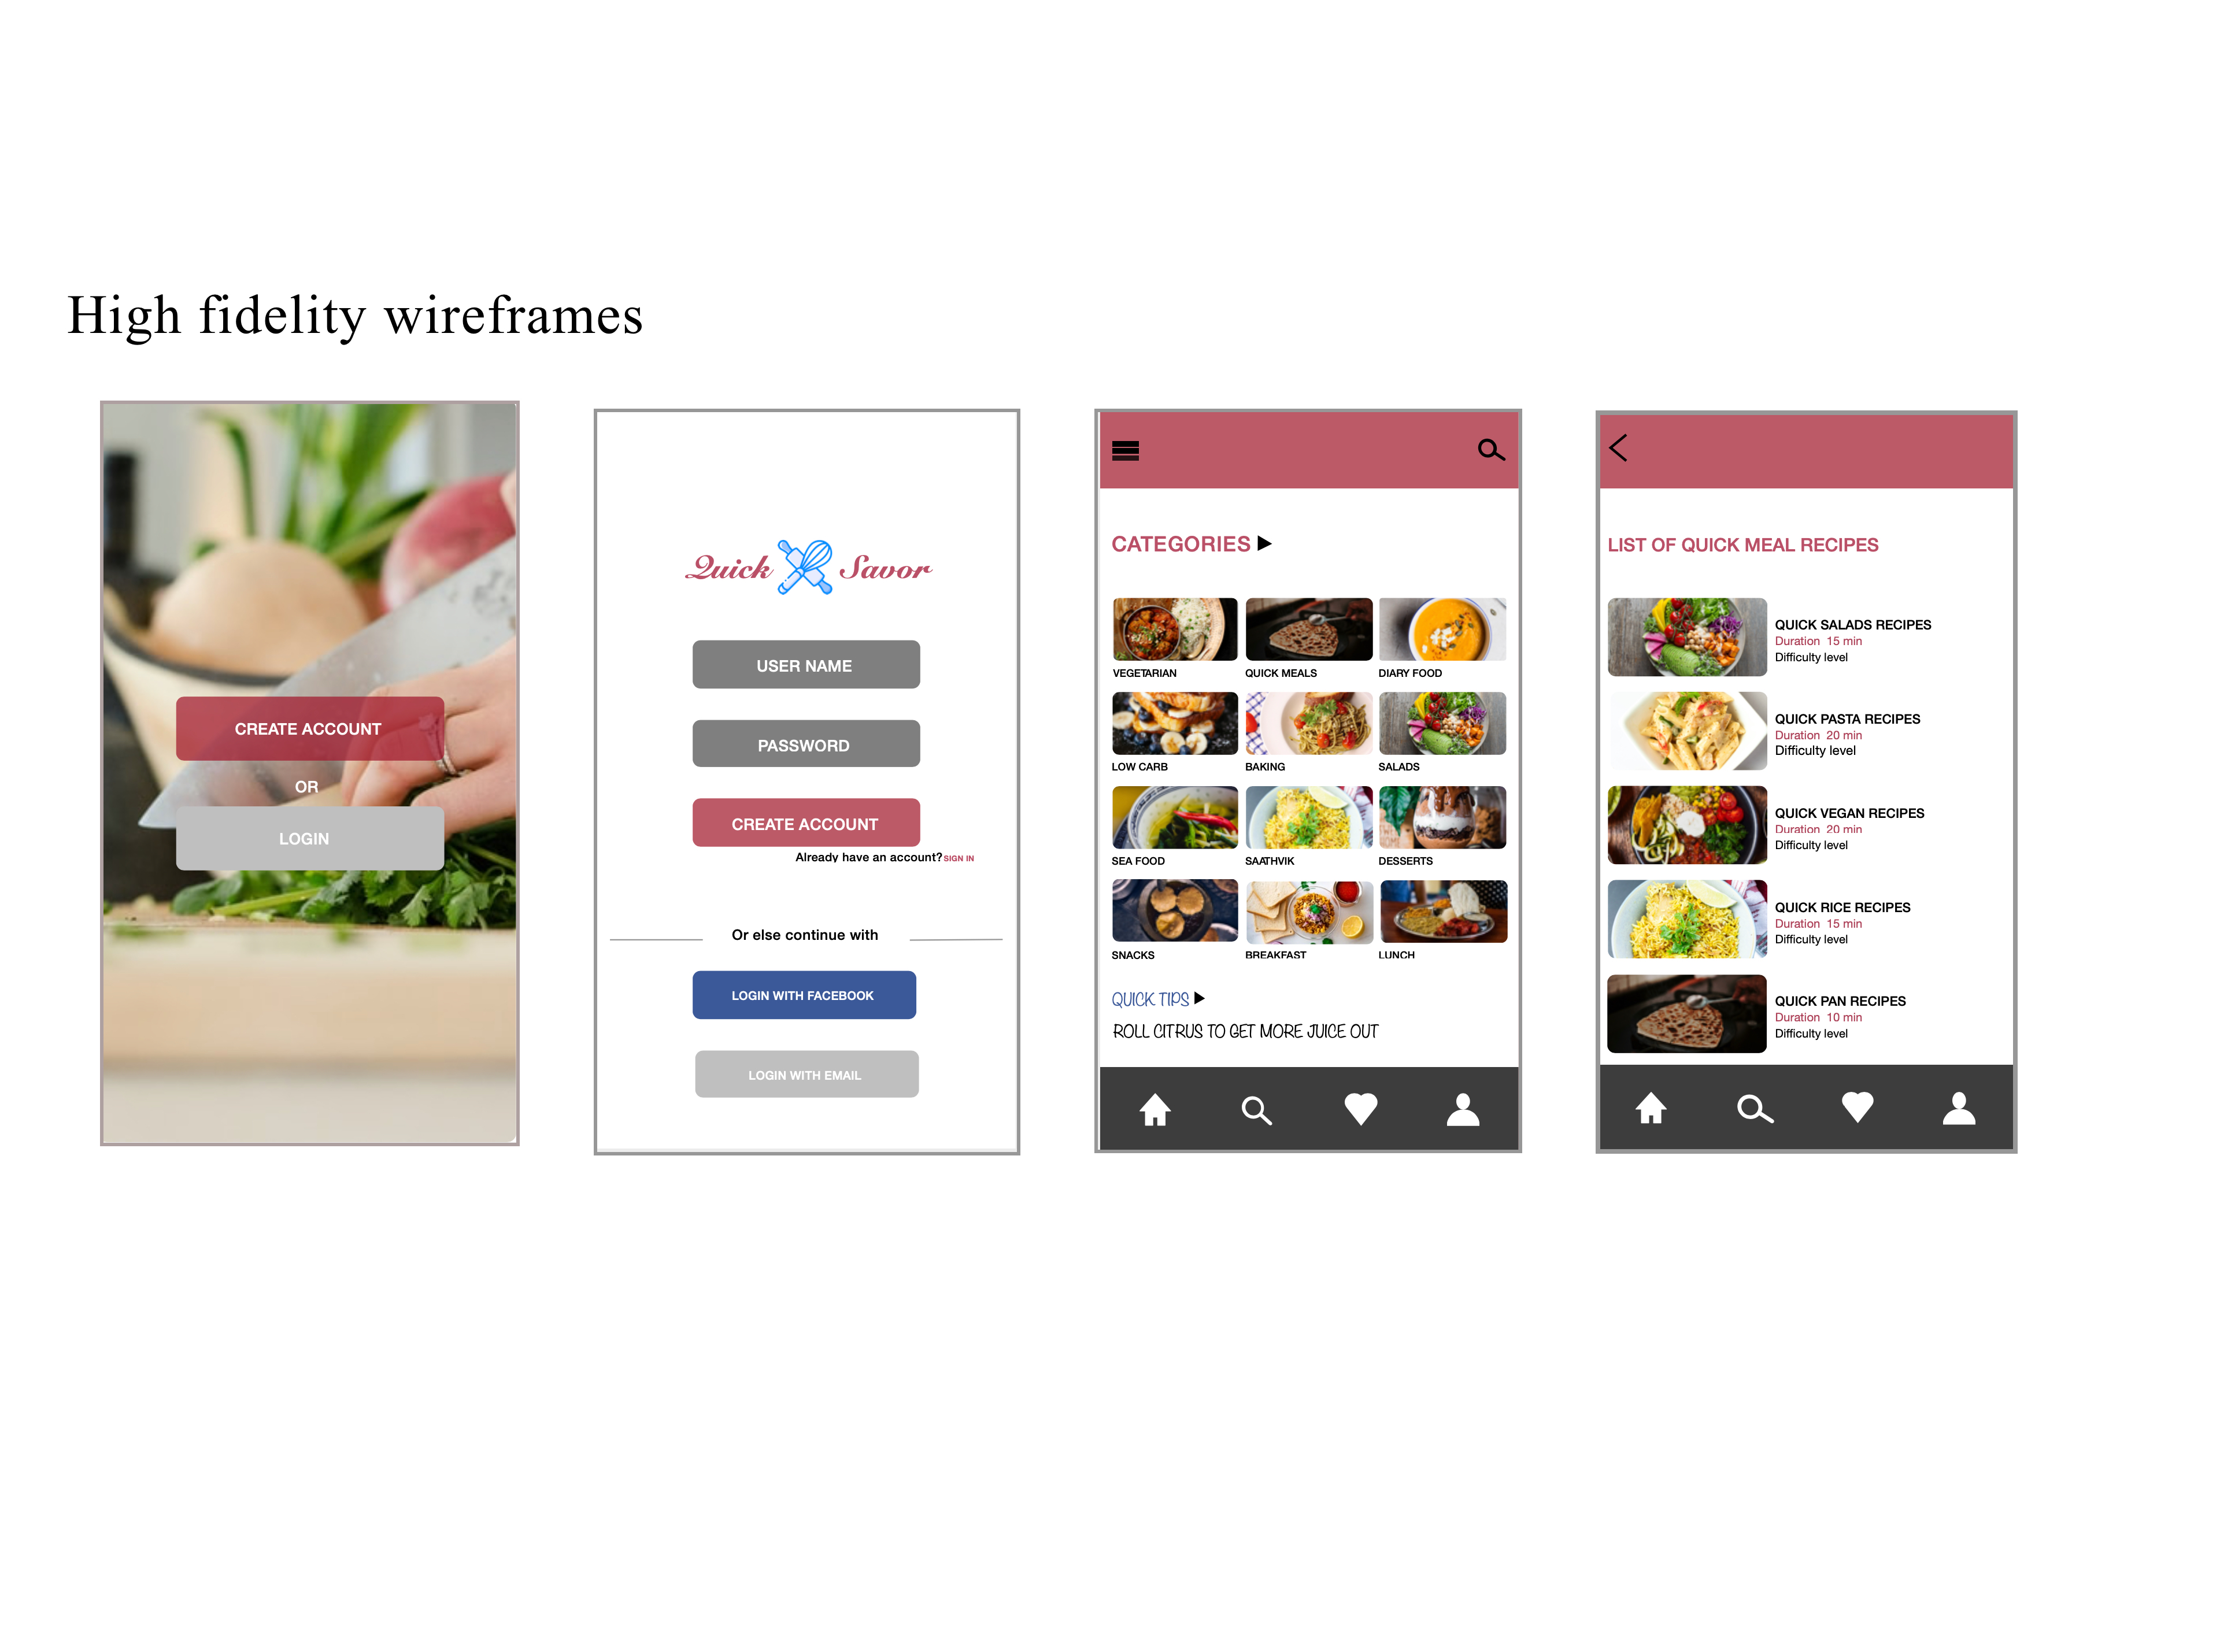 High fidelity wireframes
CREATE ACCOUNT
OR
LOGIN
Quick Savor
USER NAME
PASSWORD
CREATE ACCOUNT
Already have an account? SIGN IN
Or else continue with
LOGIN WITH FACEBOOK
LOGIN WITH EMAIL
CATEGORIES
VEGETARIAN QUICK MEALS DIARY FOOD
LOW CARB BAKING SALADS
SEA FOOD SAATHVIK DESSERTS
SNACKS BREAKFAST LUNCH
QUICK TIPS
ROLL CITRUS TO GET MORE JUICE OUT
LIST OF QUICK MEAL RECIPES
QUICK SALADS RECIPES
Duration 15 min
Difficulty level
QUICK PASTA RECIPES
Duration 20 min
Difficulty level
QUICK VEGAN RECIPES
Duration 20 min
Difficulty level
QUICK RICE RECIPES
Duration 15 min
Difficulty level
QUICK PAN RECIPES
Duration 10 min
Difficulty level